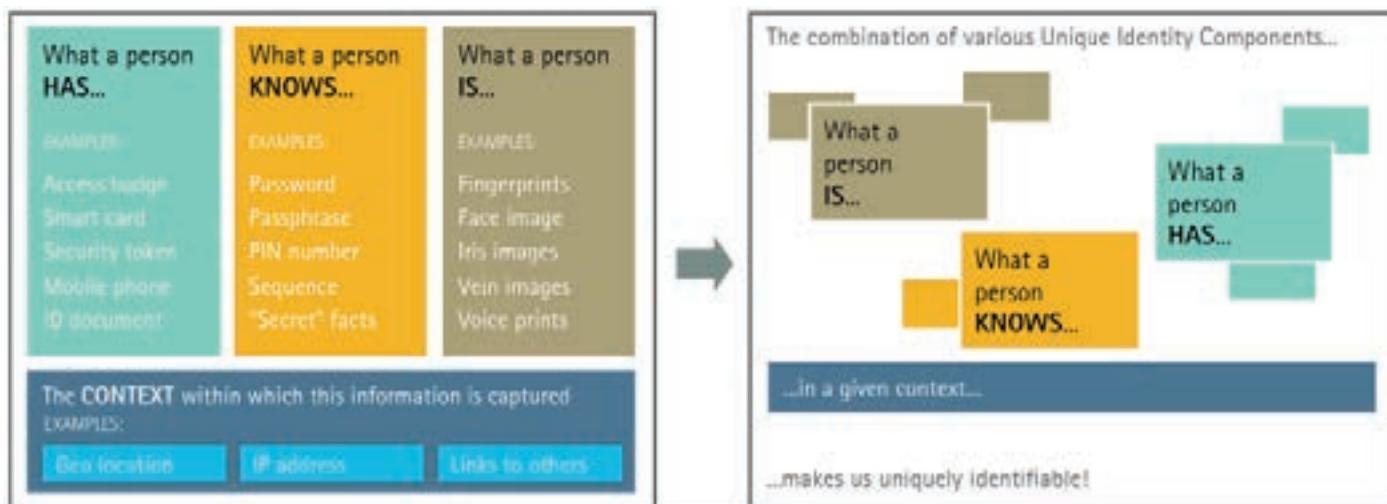 What a person
HAS...
EXAMPLES:
Access badge
Smart card
Security token
Mobile phone
ID document
What a person
KNOWS...
EXAMPLES:
Password
Passphrase
PIN number
Sequence
"Secret" facts
What a person
IS...
EXAMPLES:
Fingerprints
Face image
Iris images
Vein images
Voice prints
The CONTEXT within which this information is captured
EXAMPLES:
Geo location
IP address
Links to others
The combination of various Unique Identity Components...
What a
person
IS...
What a
person
HAS...
What a
person
KNOWS...
...in a given context...
...makes us uniquely identifiable!